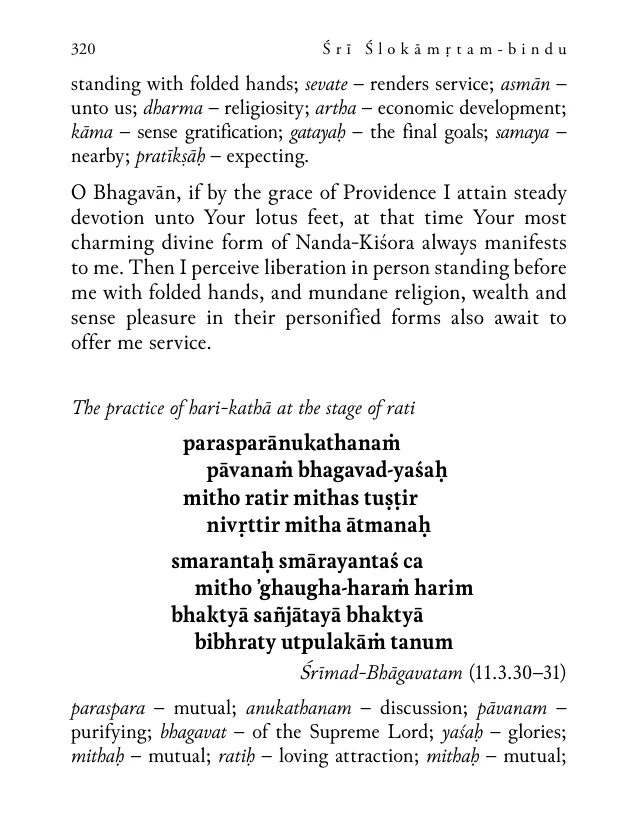 320 Śrī Ślokāmṛtam-bindu
standing with folded hands; sevate – renders service; asmān –
unto us; dharma – religiosity; artha – economic development;
kāma – sense gratification; gatayaḥ – the final goals; samaya –
nearby; pratīkṣāḥ – expecting.
O Bhagavān, if by the grace of Providence I attain steady
devotion unto Your lotus feet, at that time Your most
charming divine form of Nanda-Kiśora always manifests
to me. Then I perceive liberation in person standing before
me with folded hands, and mundane religion, wealth and
sense pleasure in their personified forms also await to
offer me service.
The practice of hari-kathā at the stage of rati
parasparānukathanaṁ
pāvanaṁ bhagavad-yaśaḥ
mitho ratir mithas tuṣṭir
nivṛttir mitha ātmanaḥ
smarantaḥ smārayantaś ca
mitho ’ghaugha-haraṁ harim
bhaktyā sañjātayā bhaktyā
bibhraty utpulakāṁ tanum
Śrīmad-Bhāgavatam (11.3.30–31)
paraspara – mutual; anukathanam – discussion; pāvanam –
purifying; bhagavat – of the Supreme Lord; yaśaḥ – glories;
mithaḥ – mutual; ratiḥ – loving attraction; mithaḥ – mutual;